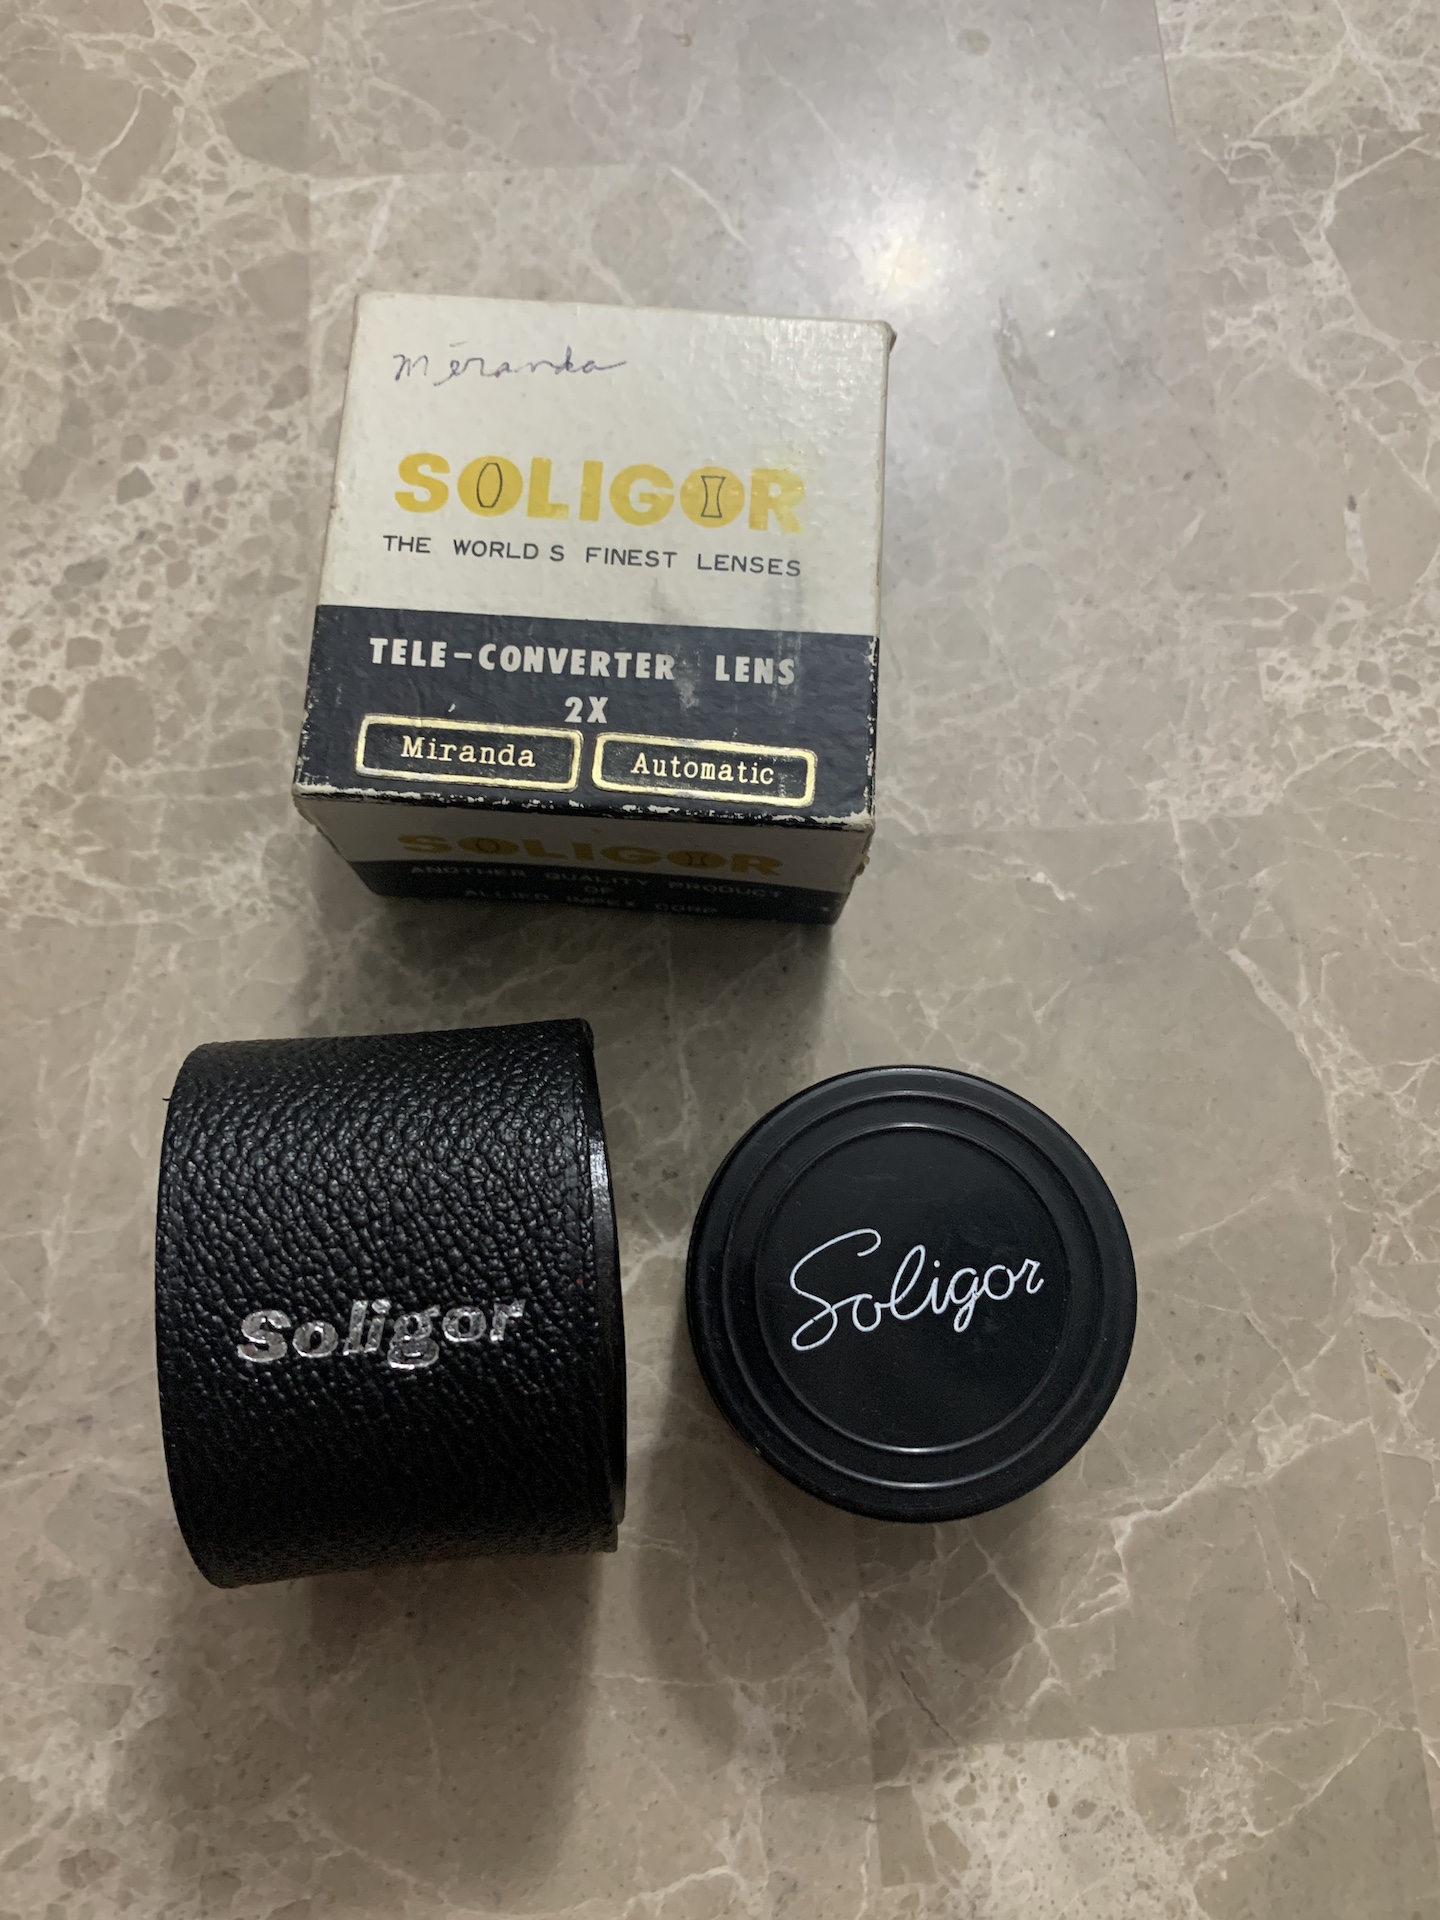 Miranda
SOLIGOR
THE WORLD S FINEST LENSES
TELE-CONVERTER LENS
2X
Miranda Automatic
SOLIGOR
ANOTHER QUALITY PRODUCT
OF
ALLIED IMPEX CORP
Soligor
Soligor